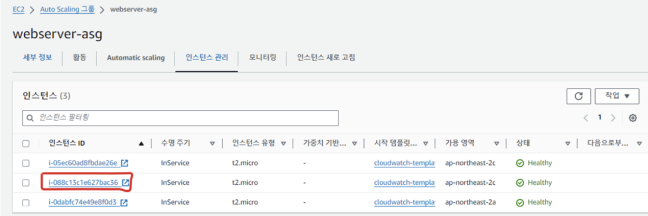 EC2 > Auto Scaling 그룹 > webserver-asg
webserver-asg
세부 정보 | 활동 | Automatic scaling | 인스턴스 관리 | 모니터링 | 인스턴스 새로 고침
인스턴스 (3) 작업
인스턴스 필터링 1
인스턴스 ID 수명 주기 인스턴스 유형 가중치 기반... 시작 템플릿... 가용 영역 상태 다음으로부...
i-05ec60ad8fbdae26e InService t2.micro - cloudwatch-templa ap-northeast-2c Healthy
i-088c13c1e627bac36 InService t2.micro - cloudwatch-templa ap-northeast-2c Healthy
i-0dabfc74e49e8f0d3 InService t2.micro - cloudwatch-templa ap-northeast-2a Healthy